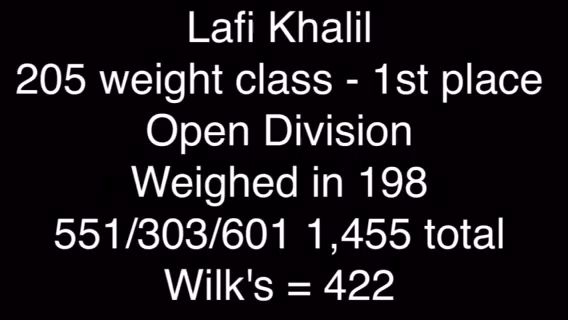 Lafi Khalil
205 weight class - 1st place
Open Division
Weighed in 198
551/303/601 1,455 total
Wilk's = 422